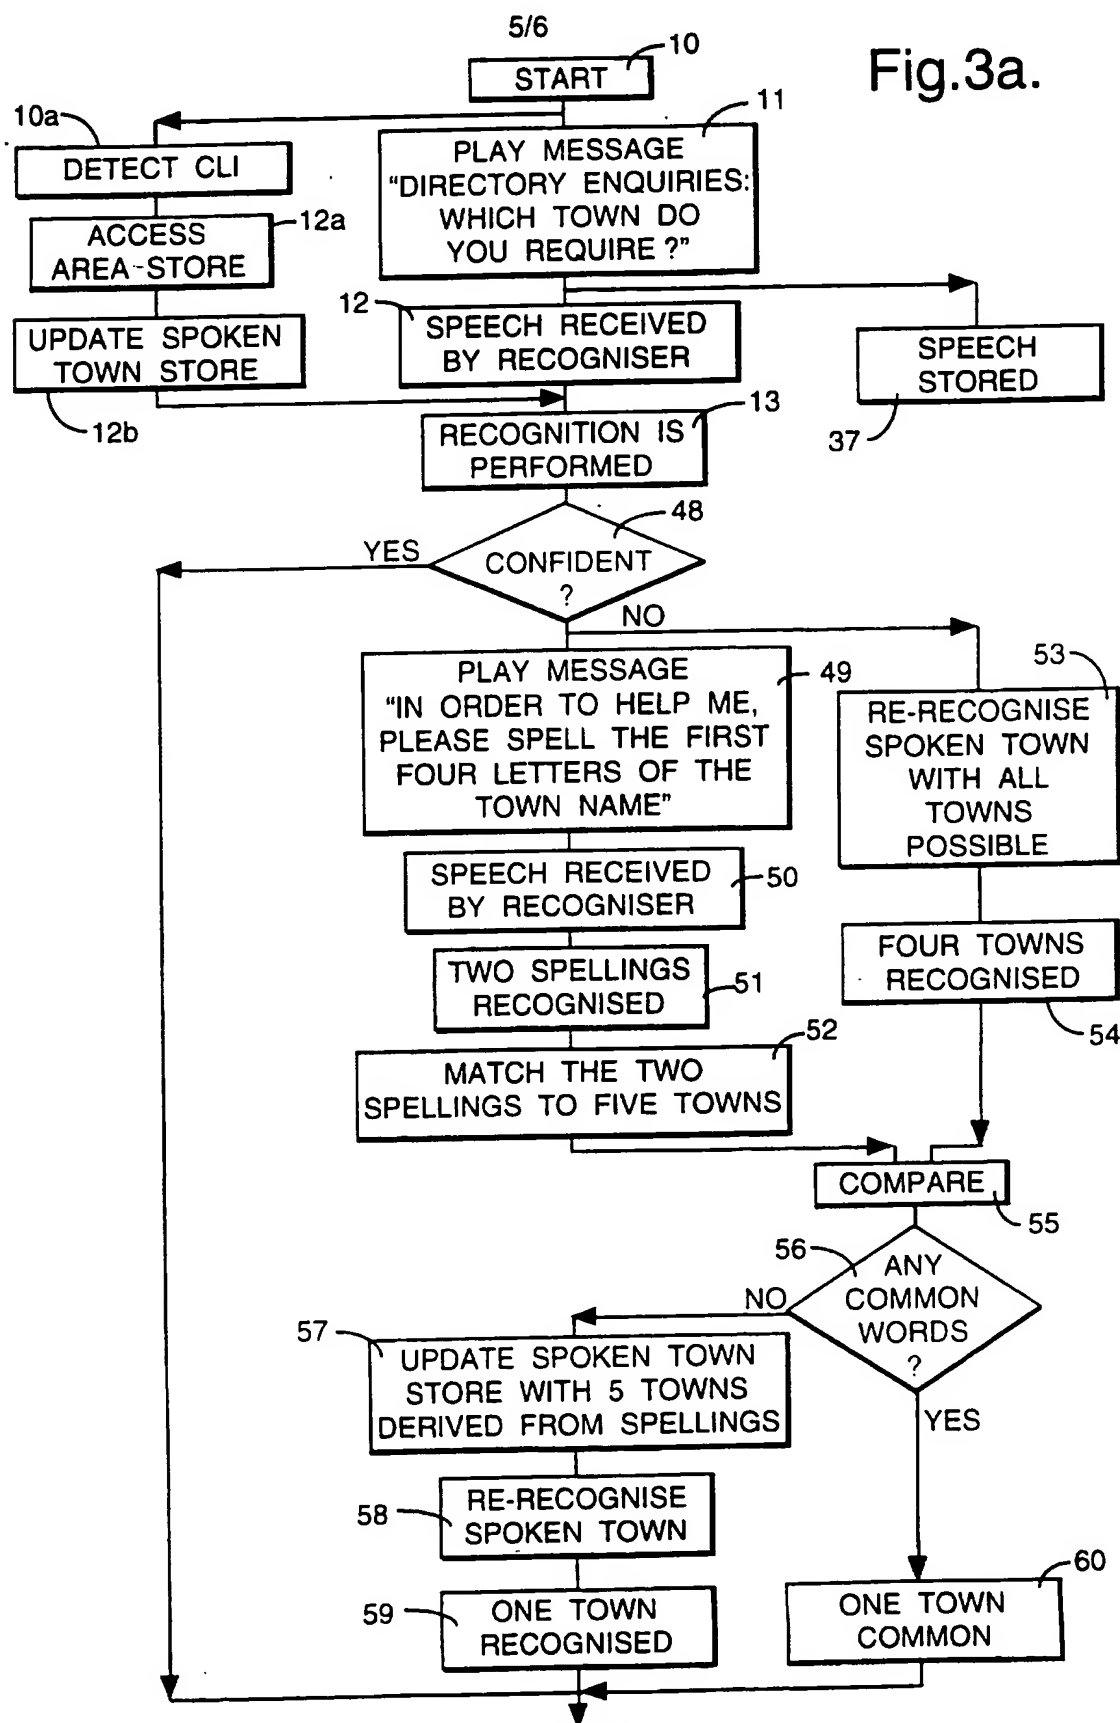 5/6
Fig.3a.
10
START
10a
DETECT CLI
11
PLAY MESSAGE
“DIRECTORY ENQUIRIES:
WHICH TOWN DO
YOU REQUIRE?”
12a
ACCESS
AREA-STORE
12
SPEECH RECEIVED
BY RECOGNISER
UPDATE SPOKEN
TOWN STORE
12b
SPEECH
STORED
37
13
RECOGNITION IS
PERFORMED
48
CONFIDENT
?
YES
NO
PLAY MESSAGE
“IN ORDER TO HELP ME,
PLEASE SPELL THE FIRST
FOUR LETTERS OF THE
TOWN NAME”
49
53
RE-RECOGNISE
SPOKEN TOWN
WITH ALL
TOWNS
POSSIBLE
SPEECH RECEIVED
BY RECOGNISER
50
TWO SPELLINGS
RECOGNISED
51
FOUR TOWNS
RECOGNISED
54
52
MATCH THE TWO
SPELLINGS TO FIVE TOWNS
COMPARE
55
56
ANY
COMMON
WORDS
?
NO
YES
57
UPDATE SPOKEN TOWN
STORE WITH 5 TOWNS
DERIVED FROM SPELLINGS
58
RE-RECOGNISE
SPOKEN TOWN
59
ONE TOWN
RECOGNISED
60
ONE TOWN
COMMON